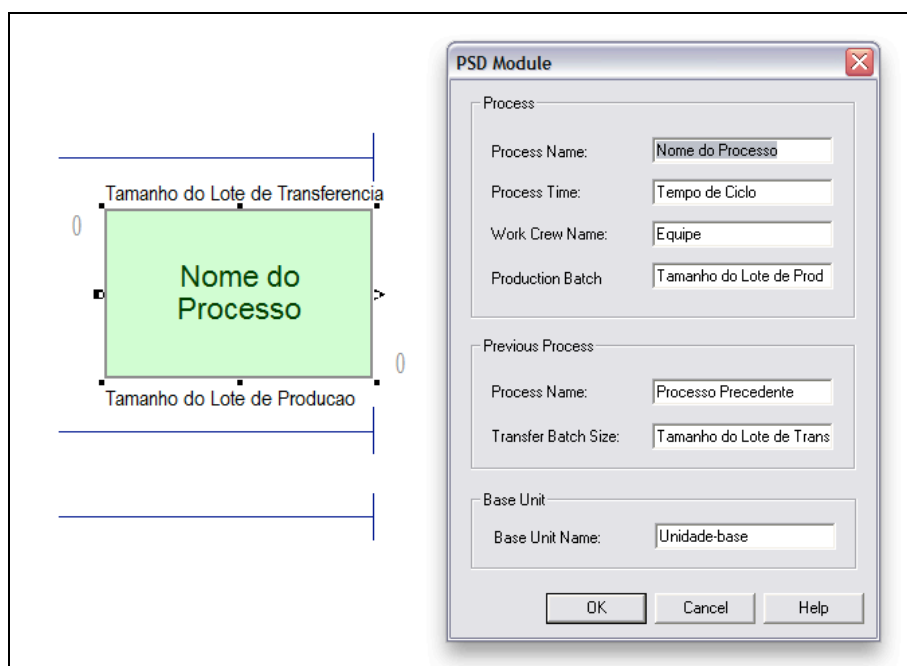 Tamanho do Lote de Transferencia
0
Nome do
Processo
0
Tamanho do Lote de Producao
PSD Module
Process
Process Name: Nome do Processo
Process Time: Tempo de Ciclo
Work Crew Name: Equipe
Production Batch Tamanho do Lote de Prod
Previous Process
Process Name: Processo Precedente
Transfer Batch Size: Tamanho do Lote de Trans
Base Unit
Base Unit Name: Unidade-base
OK Cancel Help